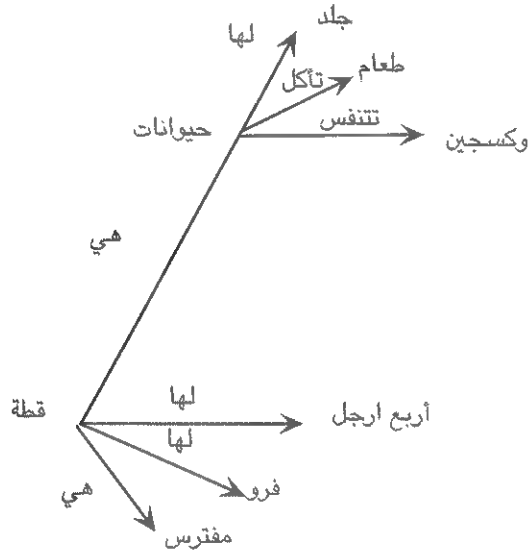 جلد
لها
طعام
تأكل
تتنفس
حيوانات
وكسجين
هي
لها
قطة
أربع ارجل
لها
فرو
هي
مفترس